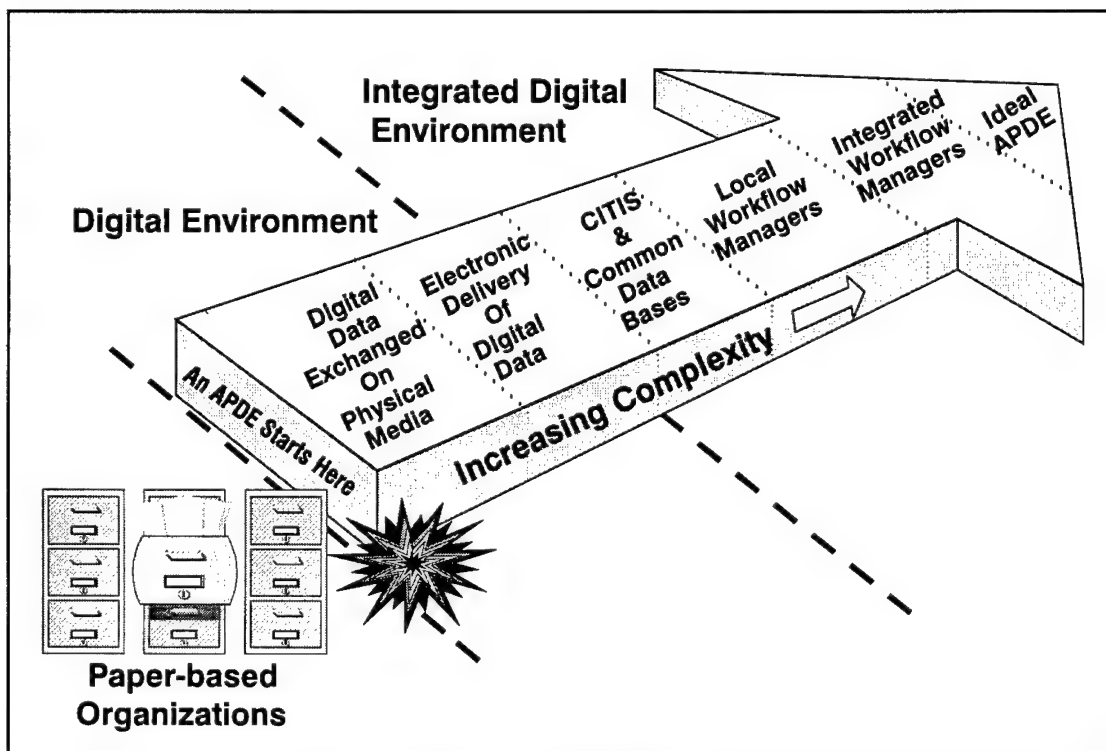 Integrated Digital
Environment
Digital Environment
Digital
Data
Exchanged
On
Physical
Media
Electronic
Delivery
Of
Digital
Data
CITIS
&
Common
Data
Bases
Local
Workflow
Managers
Integrated
Workflow
Managers
Ideal
APDE
An APDE Starts Here
Increasing Complexity
Paper-based
Organizations